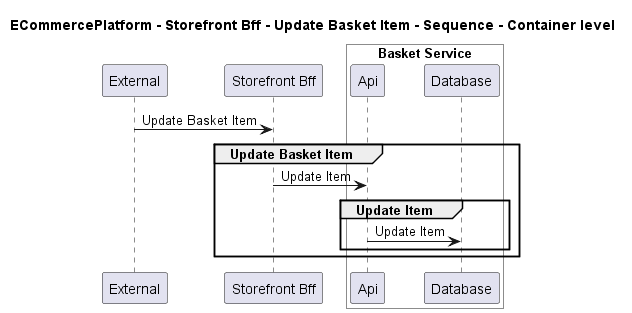 ECommercePlatform - Storefront Bff - Update Basket Item - Sequence - Container level
Basket Service
External
Storefront Bff
Api
Database
Update Basket Item
Update Basket Item
Update Item
Update Item
Update Item
External
Storefront Bff
Api
Database